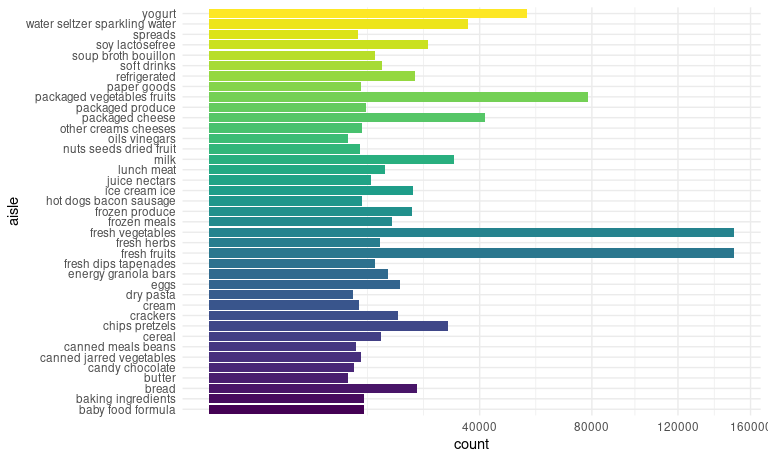 yogurt
water seltzer sparkling water
spreads
soy lactosefree
soup broth bouillon
soft drinks
refrigerated
paper goods
packaged vegetables fruits
packaged produce
packaged cheese
other creams cheeses
oils vinegars
nuts seeds dried fruit
milk
lunch meat
juice nectars
ice cream ice
hot dogs bacon sausage
frozen produce
frozen meals
fresh vegetables
fresh herbs
fresh fruits
fresh dips tapenades
energy granola bars
eggs
dry pasta
cream
crackers
chips pretzels
cereal
canned meals beans
canned jarred vegetables
candy chocolate
butter
bread
baking ingredients
baby food formula
aisle
40000 80000 120000 160000
count